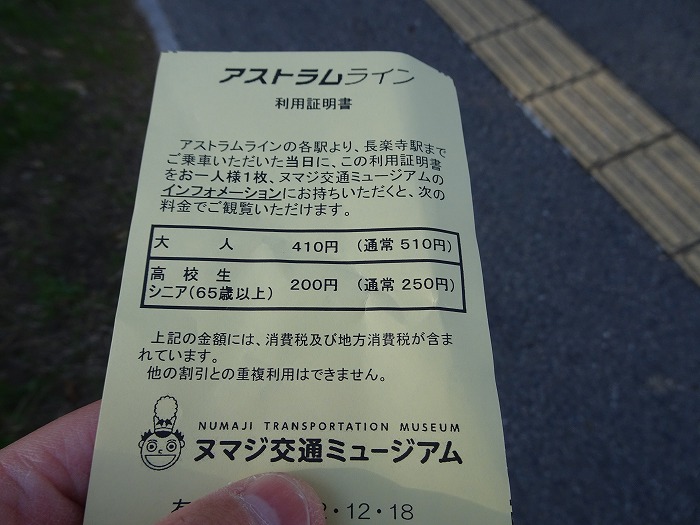 アストラムライン
利用証明書
アストラムラインの各駅より、長楽寺駅まで
ご乗車いただいた当日に、この利用証明書
をお一人様1枚、ヌマジ交通ミュージアムの
インフォメーションにお持ちいただくと、次の
料金でご観覧いただけます。
大 人 410円 (通常 510円)
高 校 生
シニア(65歳以上) 200円 (通常 250円)
上記の金額には、消費税及び地方消費税が含ま
れています。
他の割引との重複利用はできません。
NUMAJI TRANSPORTATION MUSEUM
ヌマジ交通ミュージアム
・12・18